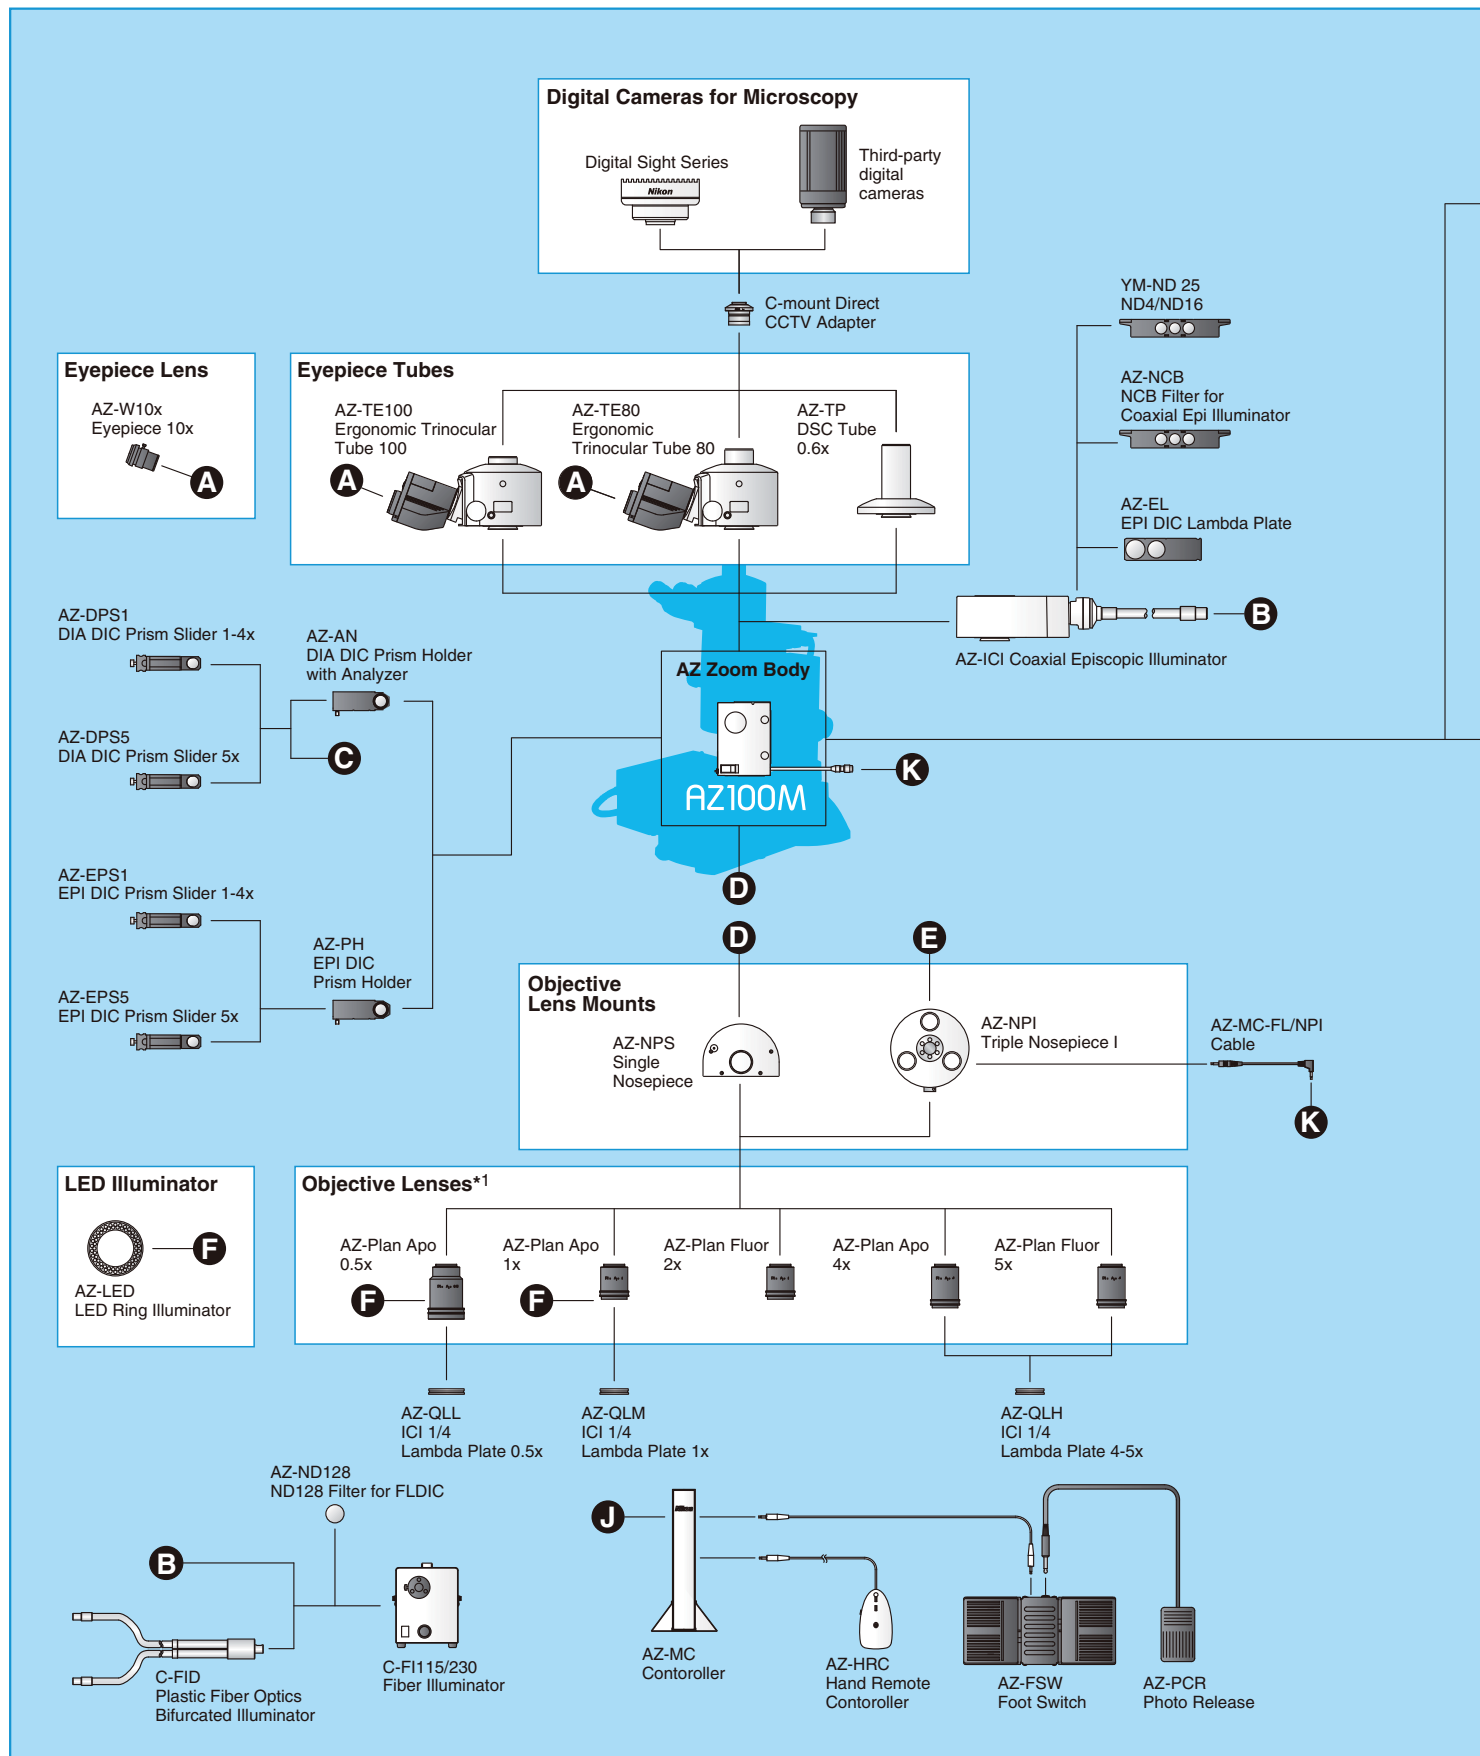 Digital Cameras for Microscopy
Digital Sight Series
Nikon
Third-party
digital
cameras
C-mount Direct
CCTV Adapter
YM-ND 25
ND4/ND16
AZ-NCB
NCB Filter for
Coaxial Epi Illuminator
AZ-EL
EPI DIC Lambda Plate
B
AZ-ICI Coaxial Episcopic Illuminator
Eyepiece Lens
AZ-W10x
Eyepiece 10x
A
Eyepiece Tubes
AZ-TE100
Ergonomic Trinocular
Tube 100
A
AZ-TE80
Ergonomic
Trinocular Tube 80
A
AZ-TP
DSC Tube
0.6x
AZ-DPS1
DIA DIC Prism Slider 1-4x
AZ-AN
DIA DIC Prism Holder
with Analyzer
AZ-DPS5
DIA DIC Prism Slider 5x
C
AZ Zoom Body
K
AZ100M
D
AZ-EPS1
EPI DIC Prism Slider 1-4x
AZ-PH
EPI DIC
Prism Holder
AZ-EPS5
EPI DIC Prism Slider 5x
D
E
Objective
Lens Mounts
AZ-NPS
Single
Nosepiece
AZ-NPI
Triple Nosepiece I
AZ-MC-FL/NPI
Cable
K
LED Illuminator
F
AZ-LED
LED Ring Illuminator
Objective Lenses*1
AZ-Plan Apo
0.5x
F
AZ-Plan Apo
1x
F
AZ-Plan Fluor
2x
AZ-Plan Apo
4x
AZ-Plan Fluor
5x
AZ-QLL
ICI 1/4
Lambda Plate 0.5x
AZ-QLM
ICI 1/4
Lambda Plate 1x
AZ-QLH
ICI 1/4
Lambda Plate 4-5x
AZ-ND128
ND128 Filter for FLDIC
B
C-FID
Plastic Fiber Optics
Bifurcated Illuminator
C-FI115/230
Fiber Illuminator
J
Nikon
AZ-MC
Contoroller
AZ-HRC
Hand Remote
Contoroller
AZ-FSW
Foot Switch
AZ-PCR
Photo Release